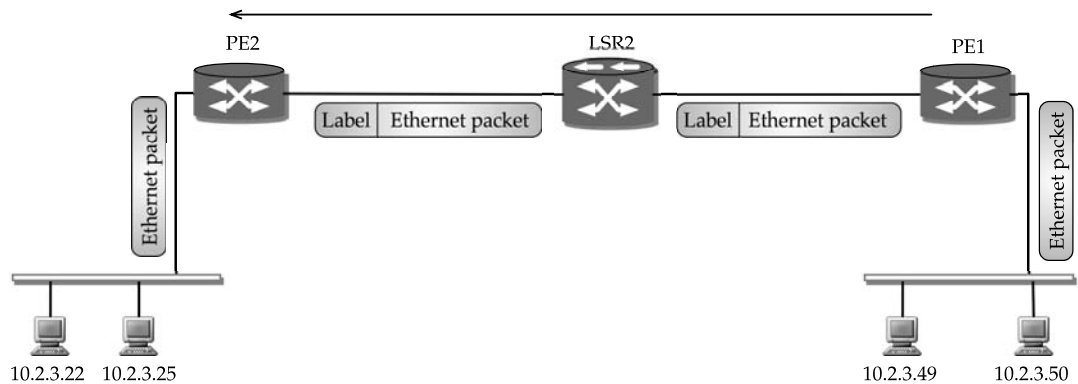 PE2
LSR2
PE1
Label Ethernet packet
Label Ethernet packet
Ethernet packet
Ethernet packet
10.2.3.22
10.2.3.25
10.2.3.49
10.2.3.50